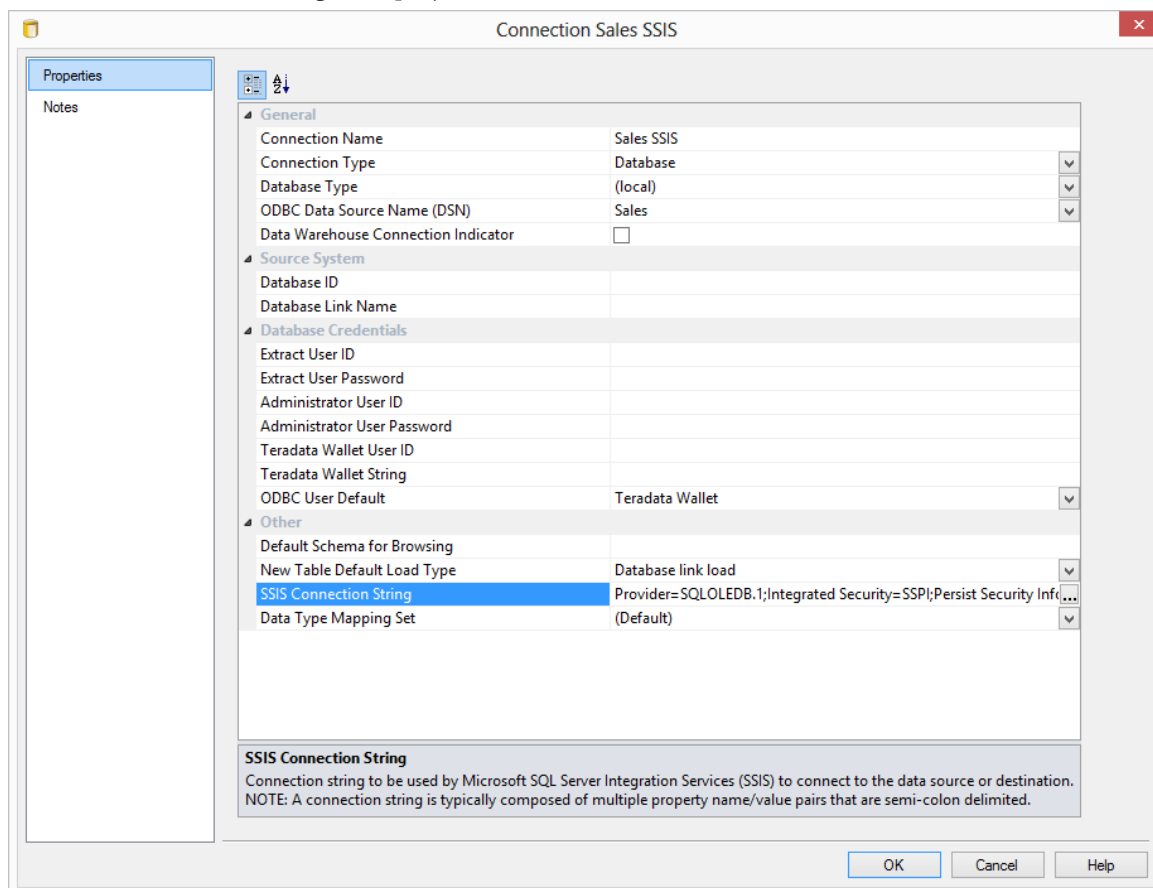 Connection Sales SSIS
Properties
Notes
General
Connection Name Sales SSIS
Connection Type Database
Database Type (local)
ODBC Data Source Name (DSN) Sales
Data Warehouse Connection Indicator
Source System
Database ID
Database Link Name
Database Credentials
Extract User ID
Extract User Password
Administrator User ID
Administrator User Password
Teradata Wallet User ID
Teradata Wallet String
ODBC User Default Teradata Wallet
Other
Default Schema for Browsing
New Table Default Load Type Database link load
SSIS Connection String Provider=SQLOLEDB.1;Integrated Security=SSPI;Persist Security Info ...
Data Type Mapping Set (Default)
SSIS Connection String
Connection string to be used by Microsoft SQL Server Integration Services (SSIS) to connect to the data source or destination.
NOTE: A connection string is typically composed of multiple property name/value pairs that are semi-colon delimited.
OK Cancel Help